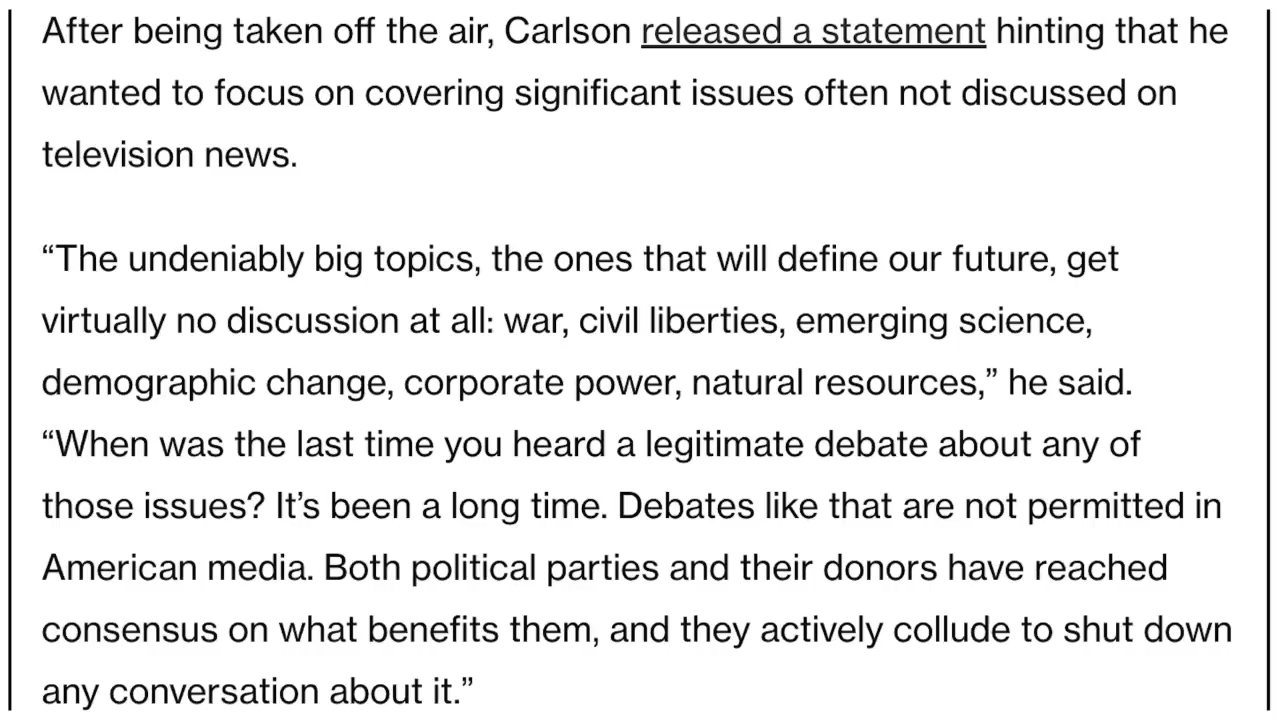 After being taken off the air, Carlson released a statement hinting that he
wanted to focus on covering significant issues often not discussed on
television news.
“The undeniably big topics, the ones that will define our future, get
virtually no discussion at all: war, civil liberties, emerging science,
demographic change, corporate power, natural resources,” he said.
“When was the last time you heard a legitimate debate about any of
those issues? It’s been a long time. Debates like that are not permitted in
American media. Both political parties and their donors have reached
consensus on what benefits them, and they actively collude to shut down
any conversation about it.”